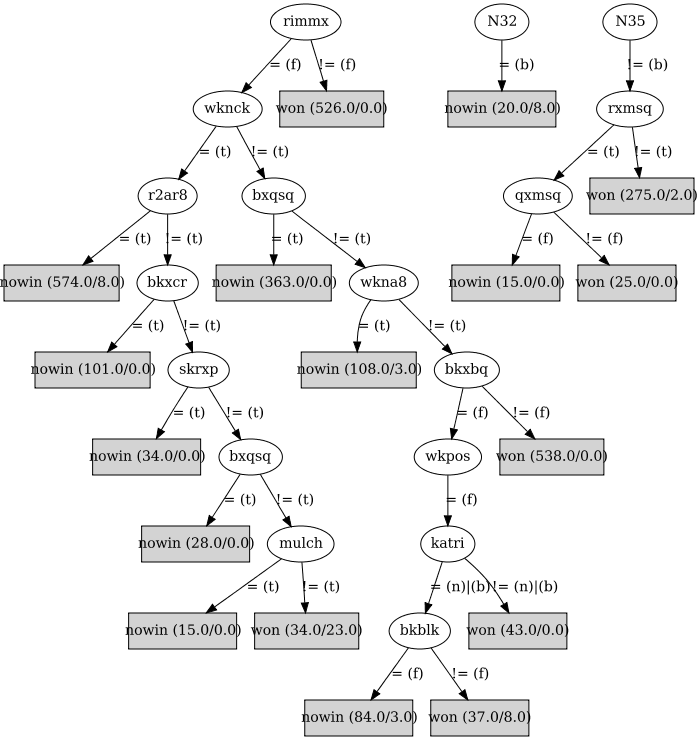 rimmx N32 N35
= (f) != (f) = (b) != (b)
wknck won (526.0/0.0) nowin (20.0/8.0) rxmsq
= (t) != (t) = (t) != (t)
r2ar8 bxqsq qxmsq won (275.0/2.0)
= (t) != (t) = (t) != (t) = (f) != (f)
nowin (574.0/8.0) bkxcr nowin (363.0/0.0) wkna8 nowin (15.0/0.0) won (25.0/0.0)
= (t) != (t) = (t) != (t)
nowin (101.0/0.0) skrxp nowin (108.0/3.0) bkxbq
= (t) != (t) = (f) != (f)
nowin (34.0/0.0) bxqsq wkpos won (538.0/0.0)
= (t) != (t) = (f)
nowin (28.0/0.0) mulch katri
= (t) != (t) = (n)|(b) != (n)|(b)
nowin (15.0/0.0) won (34.0/23.0) bkblk won (43.0/0.0)
= (f) != (f)
nowin (84.0/3.0) won (37.0/8.0)